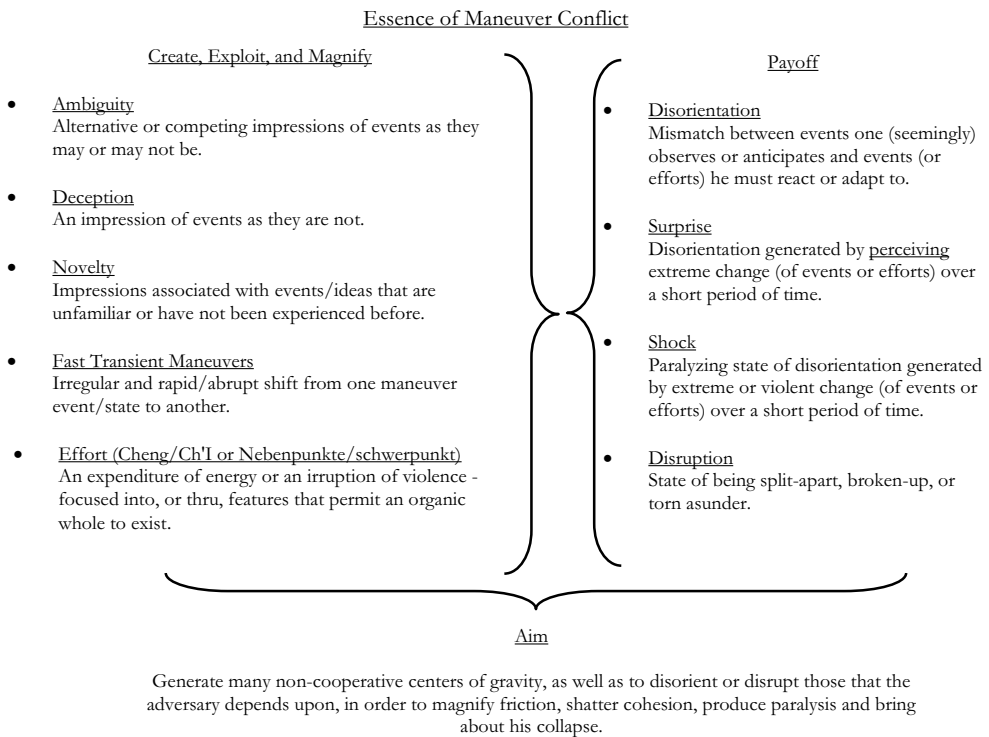 Essence of Maneuver Conflict
Create, Exploit, and Magnify
• Ambiguity
Alternative or competing impressions of events as they
may or may not be.
• Deception
An impression of events as they are not.
• Novelty
Impressions associated with events/ideas that are
unfamiliar or have not been experienced before.
• Fast Transient Maneuvers
Irregular and rapid/abrupt shift from one maneuver
event/state to another.
• Effort (Cheng/Ch'I or Nebenpunkte/schwerpunkt)
An expenditure of energy or an irruption of violence -
focused into, or thru, features that permit an organic
whole to exist.
Payoff
• Disorientation
Mismatch between events one (seemingly)
observes or anticipates and events (or
efforts) he must react or adapt to.
• Surprise
Disorientation generated by perceiving
extreme change (of events or efforts) over
a short period of time.
• Shock
Paralyzing state of disorientation generated
by extreme or violent change (of events or
efforts) over a short period of time.
• Disruption
State of being split-apart, broken-up, or
torn asunder.
Aim
Generate many non-cooperative centers of gravity, as well as to disorient or disrupt those that the
adversary depends upon, in order to magnify friction, shatter cohesion, produce paralysis and bring
about his collapse.